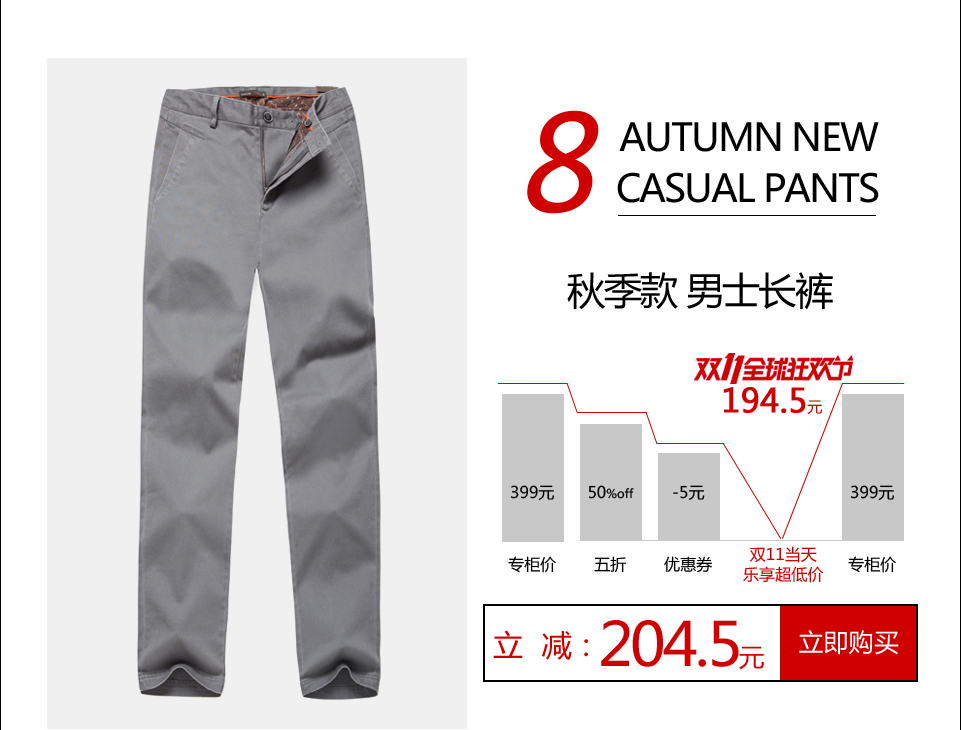 8
AUTUMN NEW
CASUAL PANTS
秋季款 男士长裤
双11全球狂欢节
194.5元
399元
50%off
-5元
399元
专柜价
五折
优惠券
双11当天
乐享超低价
专柜价
立 减:204.5元
立即购买